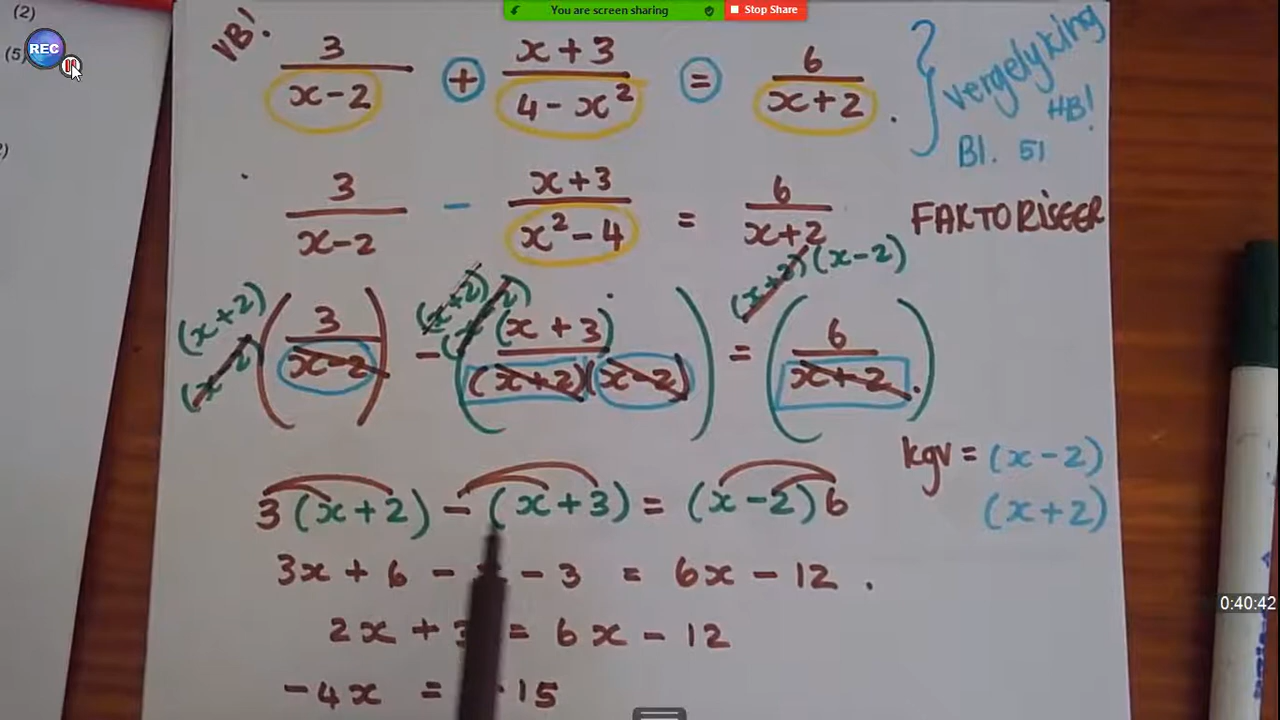 You are screen sharing Stop Share
(2)
REC
(5)
VB!
3/(x-2) + (x+3)/(4-x²) = 6/(x+2).
} vergelyking
HB!
Bl. 51
3/(x-2) - (x+3)/(x²-4) = 6/(x+2)
FAKTORISEER
(x+2)(x-2)(3/(x-2)) - (x+2)(x-2)((x+3)/((x+2)(x-2))) = (x+2)(x-2)(6/(x+2)).
kgv = (x-2)
(x+2)
3(x+2) - (x+3) = (x-2)6
3x + 6 - - 3 = 6x - 12.
2x + 3 = 6x - 12
-4x = -15
0:40:42